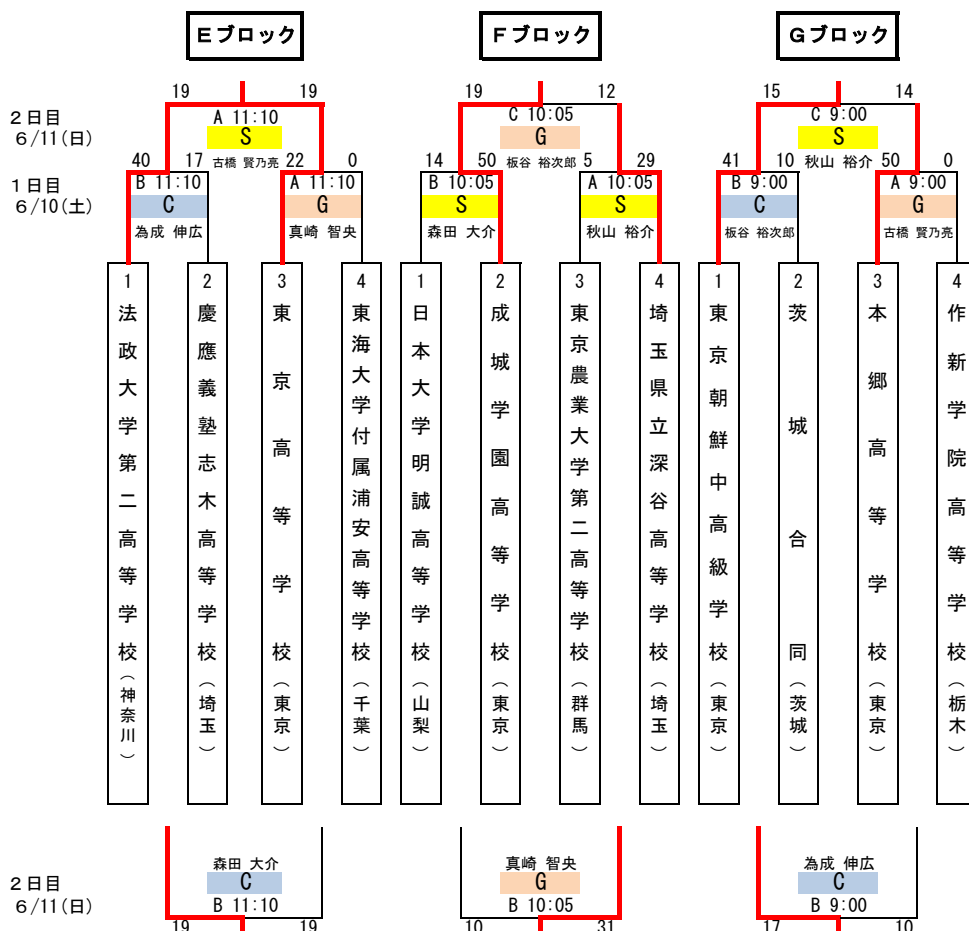 Eブロック
Fブロック
Gブロック
19 19 19 12 15 14
2日目
6/11(日)
A 11:10 C 10:05 C 9:00
S G S
古橋 賢乃亮 板谷 裕次郎 秋山 裕介
40 17 22 0 14 50 5 29 41 10 50 0
1日目
6/10(土)
B 11:10 A 11:10 B 10:05 A 10:05 B 9:00 A 9:00
C G S S C G
為成 伸広 真崎 智央 森田 大介 秋山 裕介 板谷 裕次郎 古橋 賢乃亮
1 法政大学第二高等学校(神奈川)
2 慶應義塾志木高等学校(埼玉)
3 東京高等学校(東京)
4 東海大学付属浦安高等学校(千葉)
1 日本大学明誠高等学校(山梨)
2 成城学園高等学校(東京)
3 東京農業大学第二高等学校(群馬)
4 埼玉県立深谷高等学校(埼玉)
1 東京朝鮮中高級学校(東京)
2 茨城合同(茨城)
3 本郷高等学校(東京)
4 作新学院高等学校(栃木)
森田 大介 真崎 智央 為成 伸広
2日目
6/11(日)
C G C
B 11:10 B 10:05 B 9:00
19 19 10 31 17 10